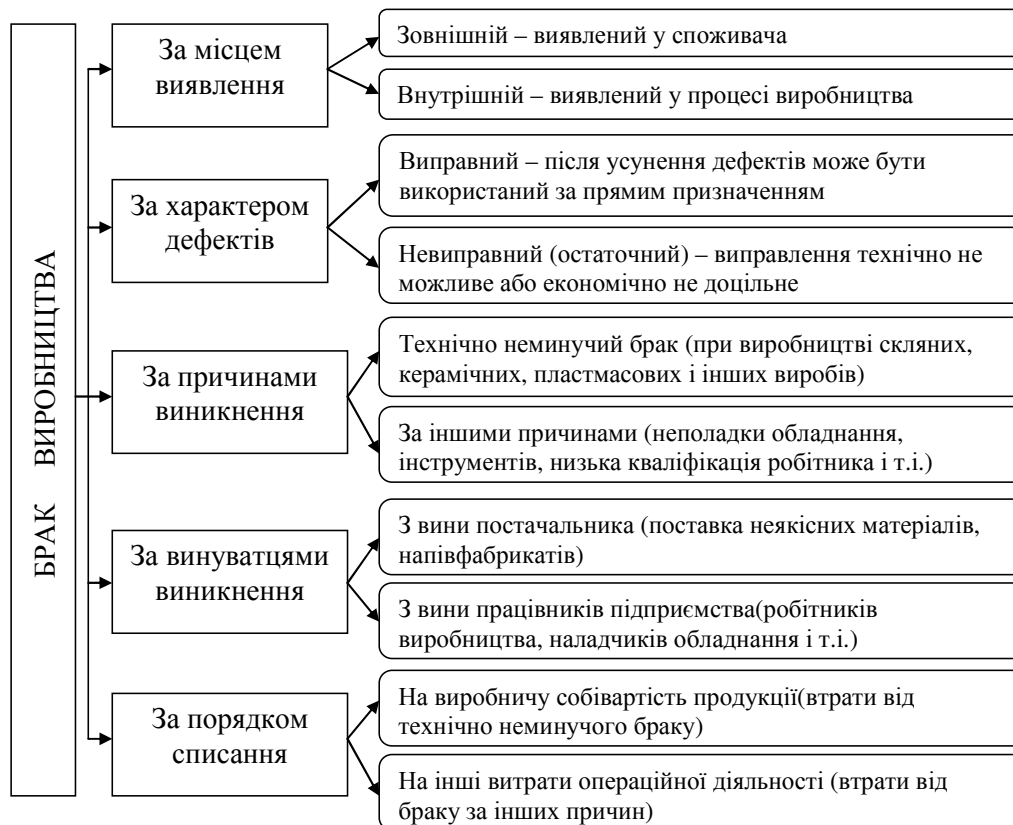 БРАК ВИРОБНИЦТВА
За місцем
виявлення
Зовнішній – виявлений у споживача
Внутрішній – виявлений у процесі виробництва
За характером
дефектів
Виправний – після усунення дефектів може бути
використаний за прямим призначенням
Невиправний (остаточний) – виправлення технічно не
можливе або економічно не доцільне
За причинами
виникнення
Технічно неминучий брак (при виробництві скляних,
керамічних, пластмасових і інших виробів)
За іншими причинами (неполадки обладнання,
інструментів, низька кваліфікація робітника і т.і.)
За винуватцями
виникнення
З вини постачальника (поставка неякісних матеріалів,
напівфабрикатів)
З вини працівників підприємства(робітників
виробництва, наладчиків обладнання і т.і.)
За порядком
списання
На виробничу собівартість продукції(втрати від
технічно неминучого браку)
На інші витрати операційної діяльності (втрати від
браку за інших причин)